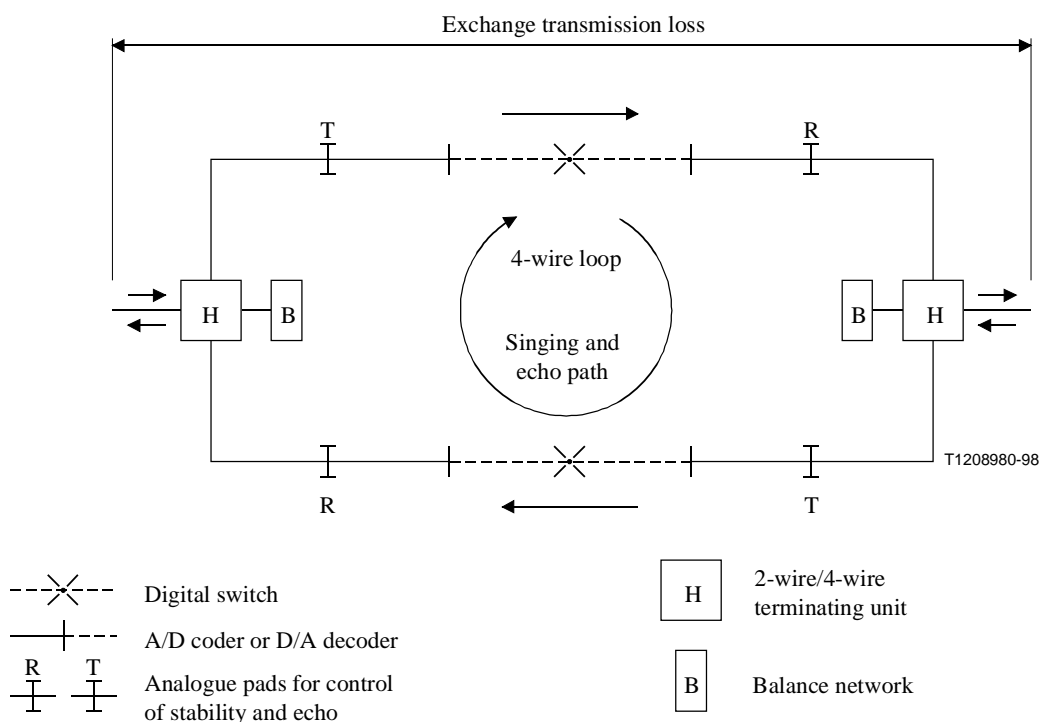 Exchange transmission loss
T
R
4-wire loop
H
B
B
H
Singing and
echo path
T1208980-98
R
T
Digital switch
A/D coder or D/A decoder
R
T
Analogue pads for control
of stability and echo
H
2-wire/4-wire
terminating unit
B
Balance network